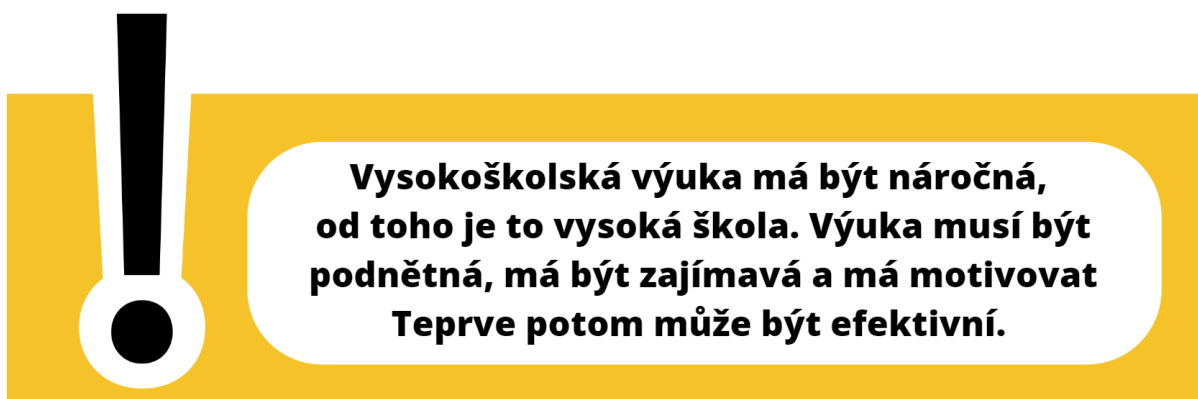 Vysokoškolská výuka má být náročná,
od toho je to vysoká škola. Výuka musí být
podnětná, má být zajímavá a má motivovat
Teprve potom může být efektivní.